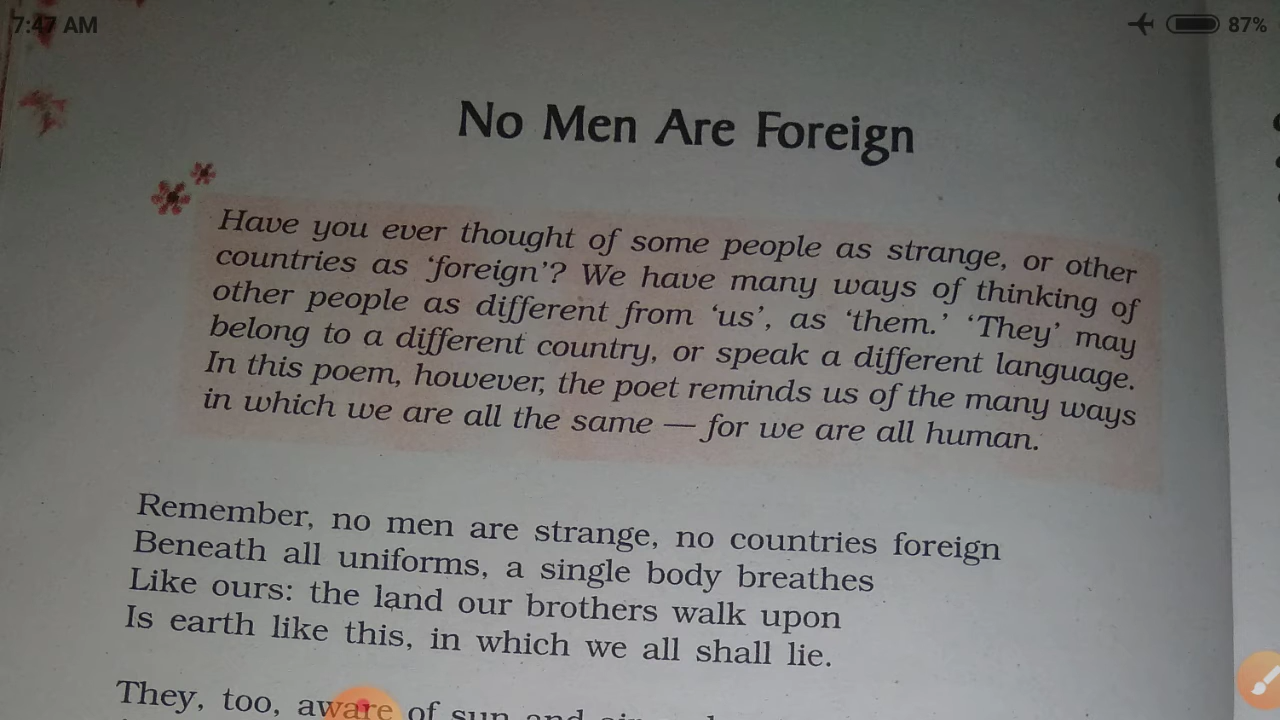 7:47 AM
87%
No Men Are Foreign
Have you ever thought of some people as strange, or other
countries as ‘foreign’? We have many ways of thinking of
other people as different from ‘us’, as ‘them.’ ‘They’ may
belong to a different country, or speak a different language.
In this poem, however, the poet reminds us of the many ways
in which we are all the same — for we are all human.
Remember, no men are strange, no countries foreign
Beneath all uniforms, a single body breathes
Like ours: the land our brothers walk upon
Is earth like this, in which we all shall lie.
They, too, aware of sun and